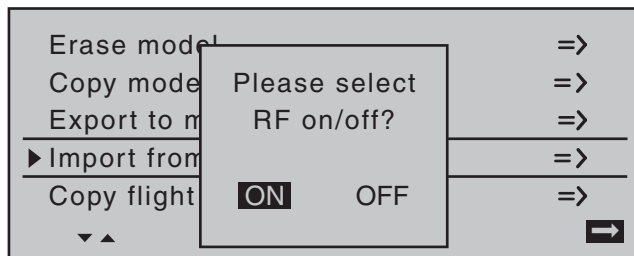 Erase model =>
Copy mode =>
Export to =>
Import from =>
Copy flight =>
Please select
RF on/off?
ON OFF